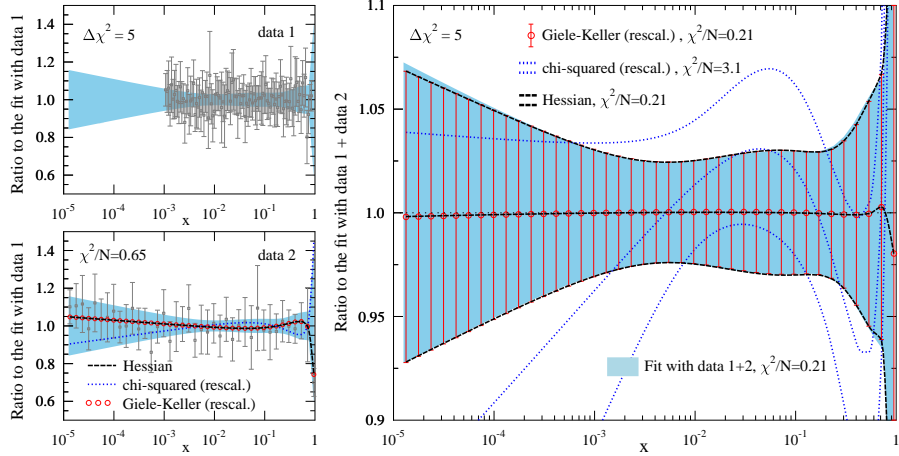 Ratio to the fit with data 1
1.4
1.2
1.0
0.8
0.6
Δχ² = 5
data 1
10⁻⁵ 10⁻⁴ 10⁻³ 10⁻² 10⁻¹ 1
x
Ratio to the fit with data 1
1.4
1.2
1.0
0.8
0.6
χ²/N=0.65
data 2
Hessian
chi-squared (rescal.)
Giele-Keller (rescal.)
10⁻⁵ 10⁻⁴ 10⁻³ 10⁻² 10⁻¹ 1
x
Ratio to the fit with data 1 + data 2
1.1
1.05
1.0
0.95
0.9
Δχ² = 5
Giele-Keller (rescal.) , χ²/N=0.21
chi-squared (rescal.) , χ²/N=3.1
Hessian, χ²/N=0.21
Fit with data 1+2, χ²/N=0.21
10⁻⁵ 10⁻⁴ 10⁻³ 10⁻² 10⁻¹ 1
x